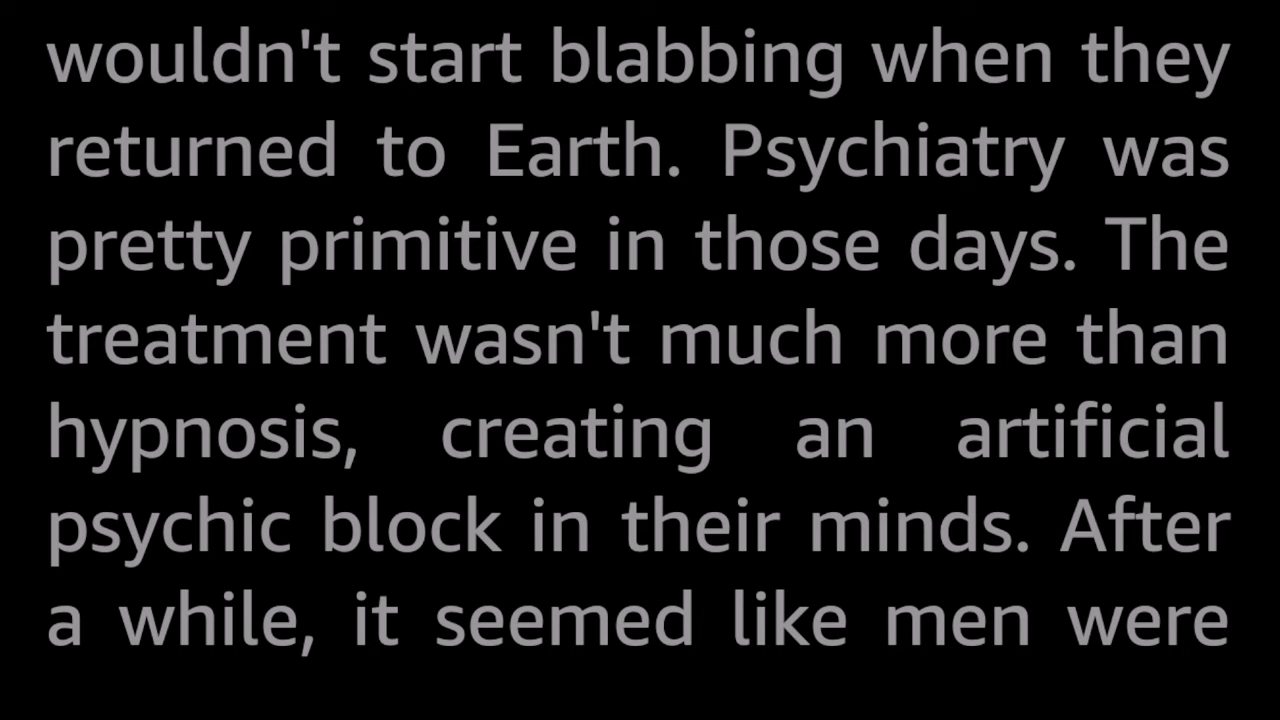 wouldn't start blabbing when they
returned to Earth. Psychiatry was
pretty primitive in those days. The
treatment wasn't much more than
hypnosis, creating an artificial
psychic block in their minds. After
a while, it seemed like men were